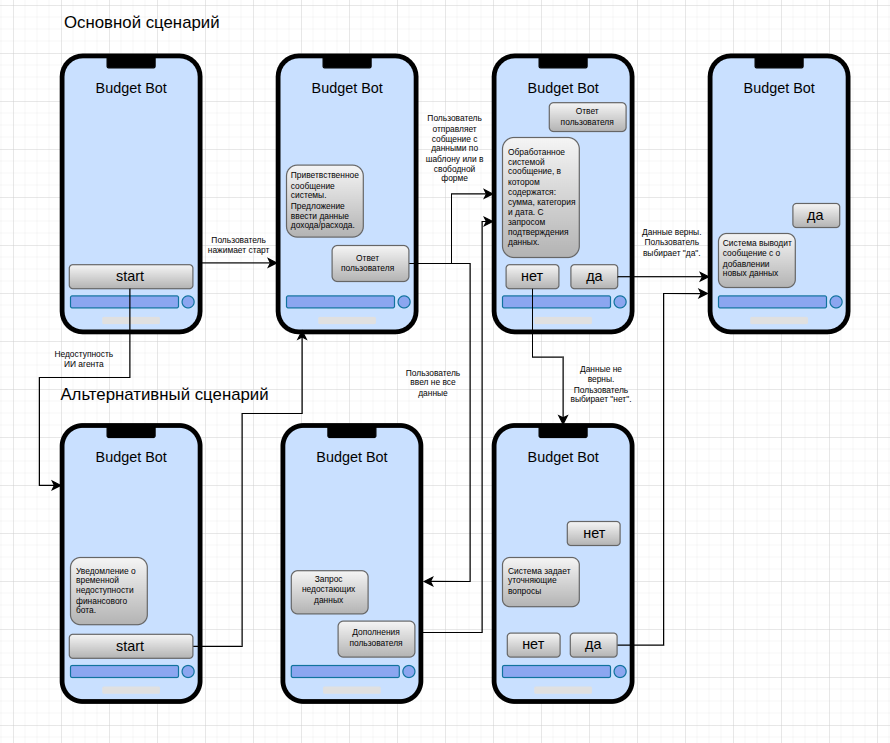 Основной сценарий
Budget Bot
start
Пользователь
нажимает старт
Budget Bot
Приветвственное
сообщение
системы.
Предложение
ввести данные
дохода/расхода.
Ответ
пользователя
Пользователь
отправляет
собщение с
данными по
шаблону или в
свободной
форме
Budget Bot
Ответ
пользователя
Обработанное
системой
сообщение, в
котором
содержатся:
сумма, категория
и дата. С
запросом
подтверждения
данных.
нет
да
Данные верны.
Пользователь
выбирает "да".
Budget Bot
да
Система выводит
сообщение с о
добавлении
новых данных
Недоступность
ИИ агента
Пользователь
ввел не все
данные
Данные не
верны.
Пользователь
выбирает "нет".
Альтернативный сценарий
Budget Bot
Уведомление о
временной
недоступности
финансового
бота.
start
Budget Bot
Запрос
недостающих
данных
Дополнения
пользователя
Budget Bot
нет
Система задает
уточняющие
вопросы
нет
да